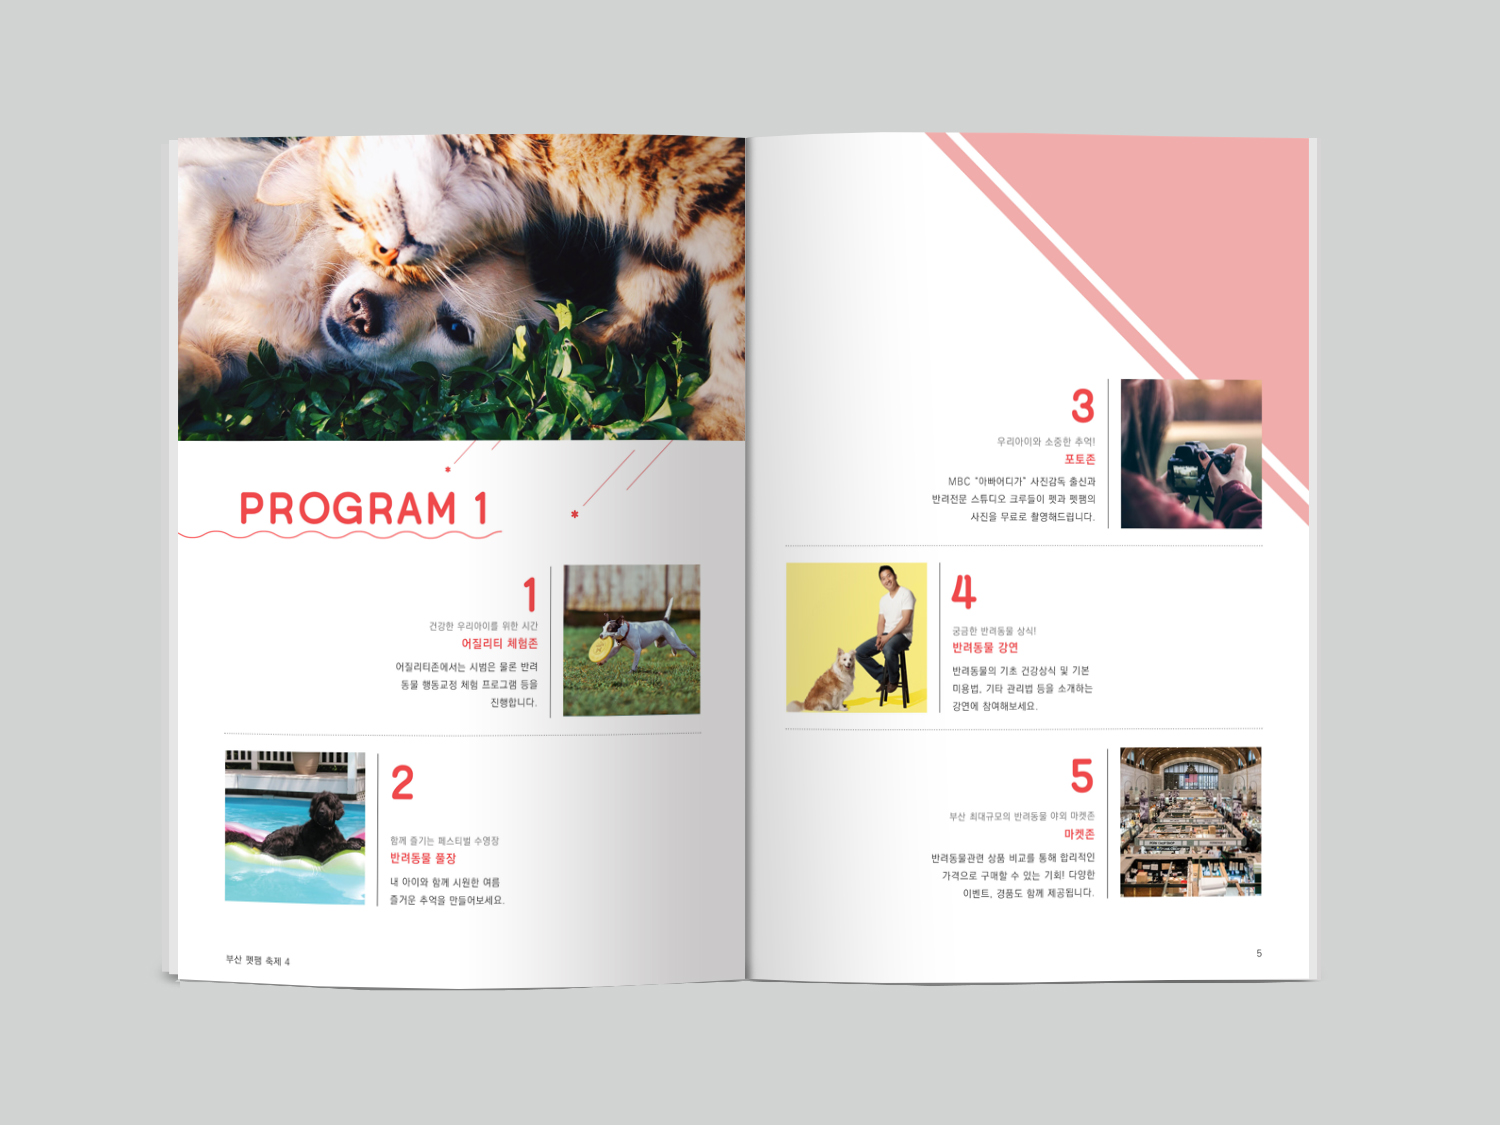 PROGRAM 1
1
건강한 우리아이를 위한 시간
어질리티 체험존
어질리티존에서는 시범은 물론 반려
동물 행동교정 체험 프로그램 등을
진행합니다.
2
함께 즐기는 페스티벌 수영장
반려동물 풀장
내 아이와 함께 시원한 여름
즐거운 추억을 만들어보세요.
부산 펫팸 축제 4
3
우리아이와 소중한 추억!
포토존
MBC "아빠어디가" 사진감독 출신과
반려전문 스튜디오 크루들이 펫과 펫팸의
사진을 무료로 촬영해드립니다.
4
궁금한 반려동물 상식!
반려동물 강연
반려동물의 기초 건강상식 및 기본
미용법, 기타 관리법 등을 소개하는
강연에 참여해보세요.
5
부산 최대규모의 반려동물 야외 마켓존
마켓존
반려동물관련 상품 비교를 통해 합리적인
가격으로 구매할 수 있는 기회! 다양한
이벤트, 경품도 함께 제공됩니다.
5